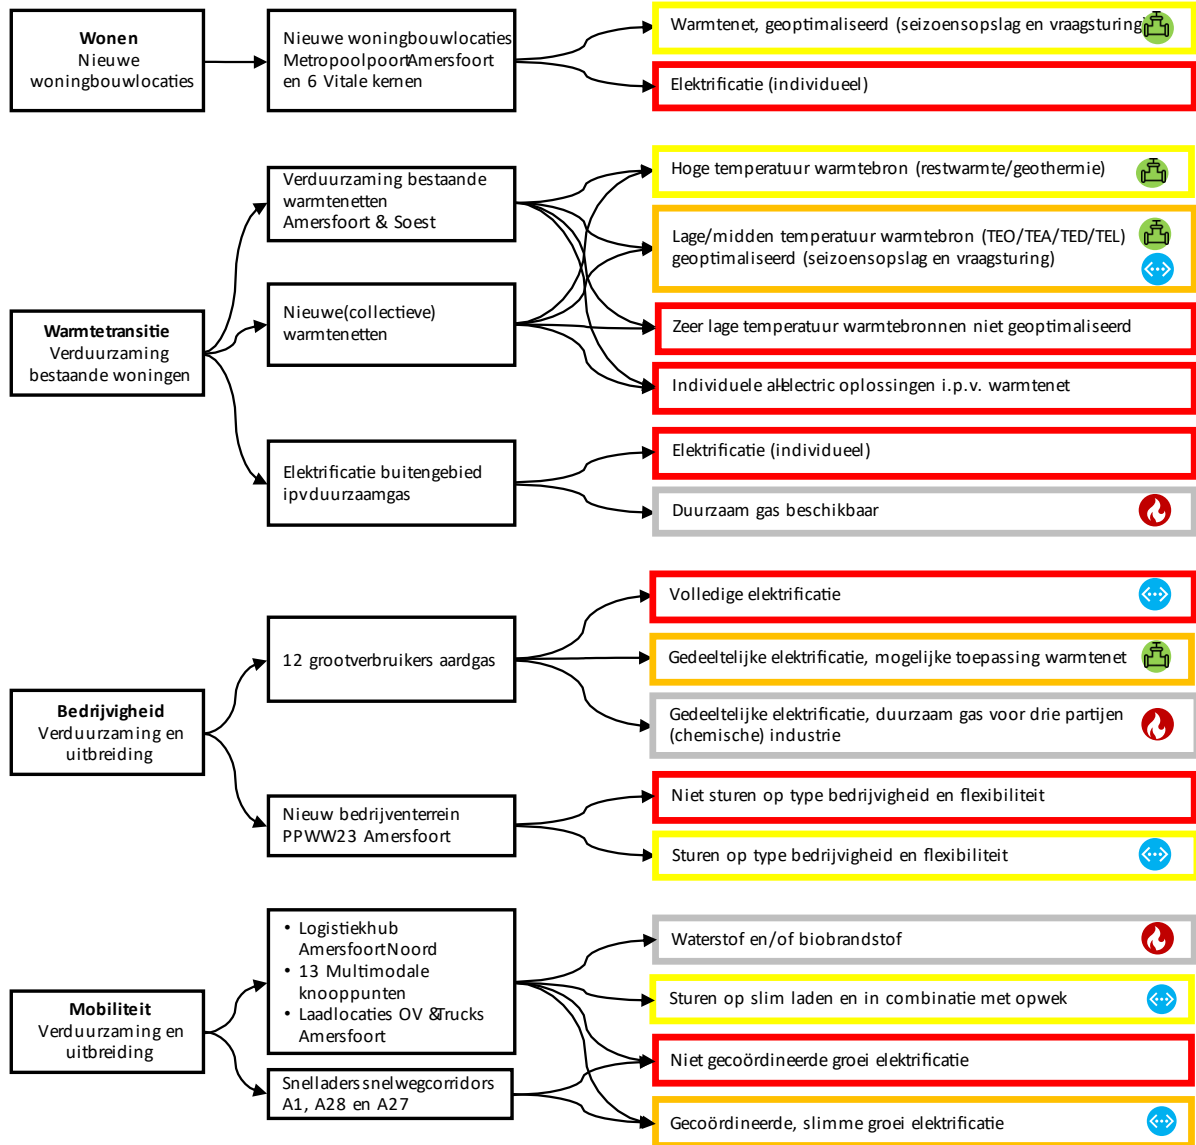 Wonen
Nieuwe
woningbouwlocaties
Nieuwe woningbouwlocaties
MetropoolpoortAmersfoort
en 6 Vitale kernen
Warmtenet, geoptimaliseerd (seizoensopslag en vraagsturing)
Elektrificatie (individueel)
Warmtetransitie
Verduurzaming
bestaande woningen
Verduurzaming bestaande
warmtenetten
Amersfoort & Soest
Nieuwe(collectieve)
warmtenetten
Elektrificatie buitengebied
ipvduurzaamgas
Hoge temperatuur warmtebron (restwarmte/geothermie)
Lage/midden temperatuur warmtebron (TEO/TEA/TED/TEL)
geoptimaliseerd (seizoensopslag en vraagsturing)
Zeer lage temperatuur warmtebronnen niet geoptimaliseerd
Individuele all-electric oplossingen i.p.v. warmtenet
Elektrificatie (individueel)
Duurzaam gas beschikbaar
Bedrijvigheid
Verduurzaming en
uitbreiding
12 grootverbruikers aardgas
Nieuw bedrijventerrein
PPWW23 Amersfoort
Volledige elektrificatie
Gedeeltelijke elektrificatie, mogelijke toepassing warmtenet
Gedeeltelijke elektrificatie, duurzaam gas voor drie partijen
(chemische) industrie
Niet sturen op type bedrijvigheid en flexibiliteit
Sturen op type bedrijvigheid en flexibiliteit
Mobiliteit
Verduurzaming en
uitbreiding
• Logistiekhub
AmersfoortNoord
• 13 Multimodale
knooppunten
• Laadlocaties OV &Trucks
Amersfoort
Snelladerssnelwegcorridors
A1, A28 en A27
Waterstof en/of biobrandstof
Sturen op slim laden en in combinatie met opwek
Niet gecoördineerde groei elektrificatie
Gecoördineerde, slimme groei elektrificatie